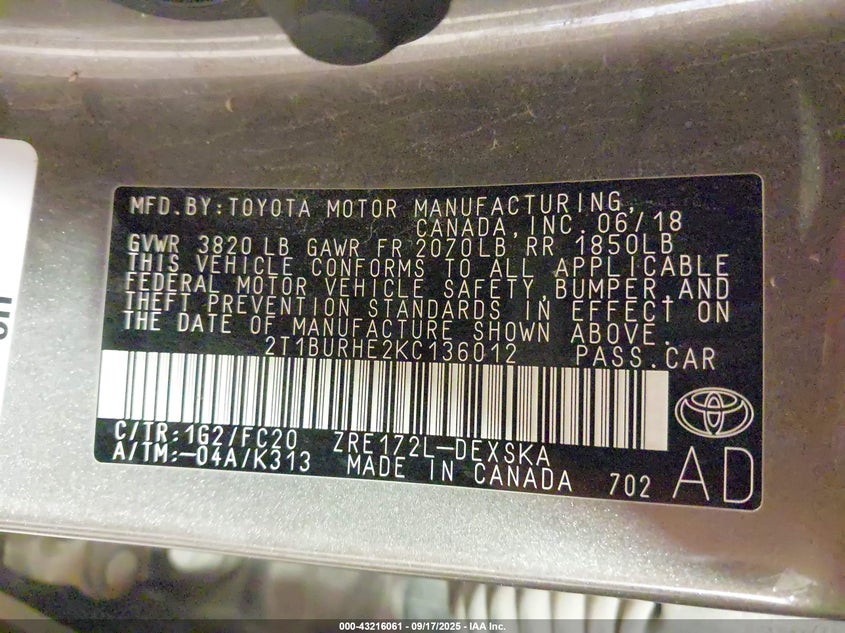 MFD.BY:TOYOTA MOTOR MANUFACTURING,
CANADA,INC. 06/18
GVWR 3820 LB GAWR FR 2070LB RR 1850LB
THIS VEHICLE CONFORMS TO ALL APPLICABLE
FEDERAL MOTOR VEHICLE SAFETY,BUMPER,AND
THEFT PREVENTION STANDARDS IN EFFECT ON
THE DATE OF MANUFACTURE SHOWN ABOVE.
2T1BURHE2KC136012 PASS.CAR
C/TR:1G2/FC20 ZRE172L-DEXSKA
A/TM:-04A/K313 MADE IN CANADA 702 AD
000-43216061 - 09/17/2025 - IAA Inc.